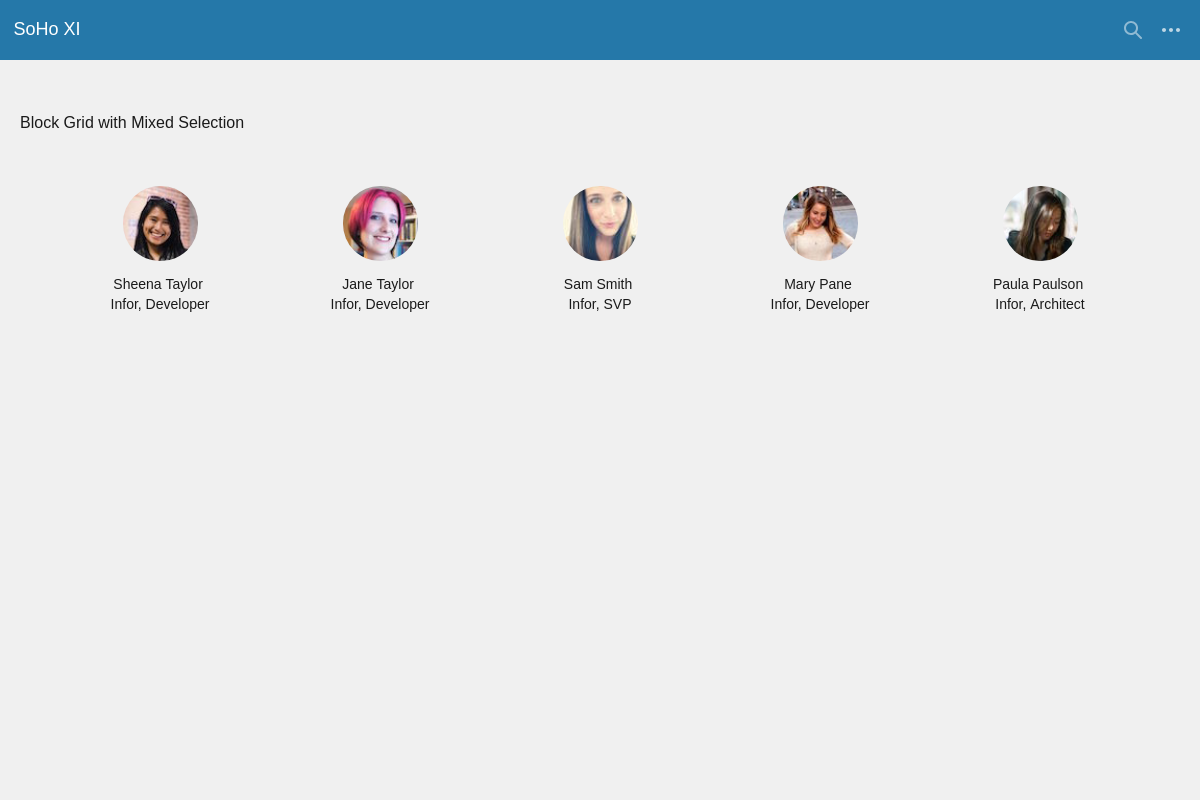 SoHo XI
Block Grid with Mixed Selection
Sheena Taylor
Infor, Developer
Jane Taylor
Infor, Developer
Sam Smith
Infor, SVP
Mary Pane
Infor, Developer
Paula Paulson
Infor, Architect